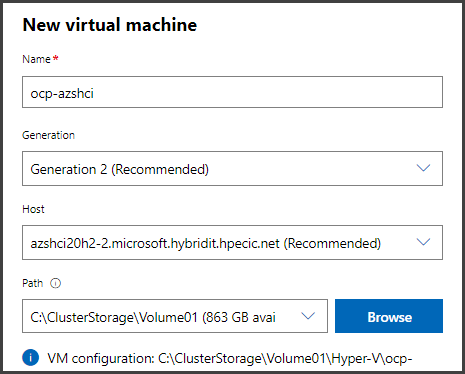 New virtual machine
Name*
ocp-azshci
Generation
Generation 2 (Recommended)
Host
azshci20h2-2.microsoft.hybridit.hpecic.net (Recommended)
Path
C:\ClusterStorage\Volume01 (863 GB avai
Browse
VM configuration: C:\ClusterStorage\Volume01\Hyper-V\ocp-